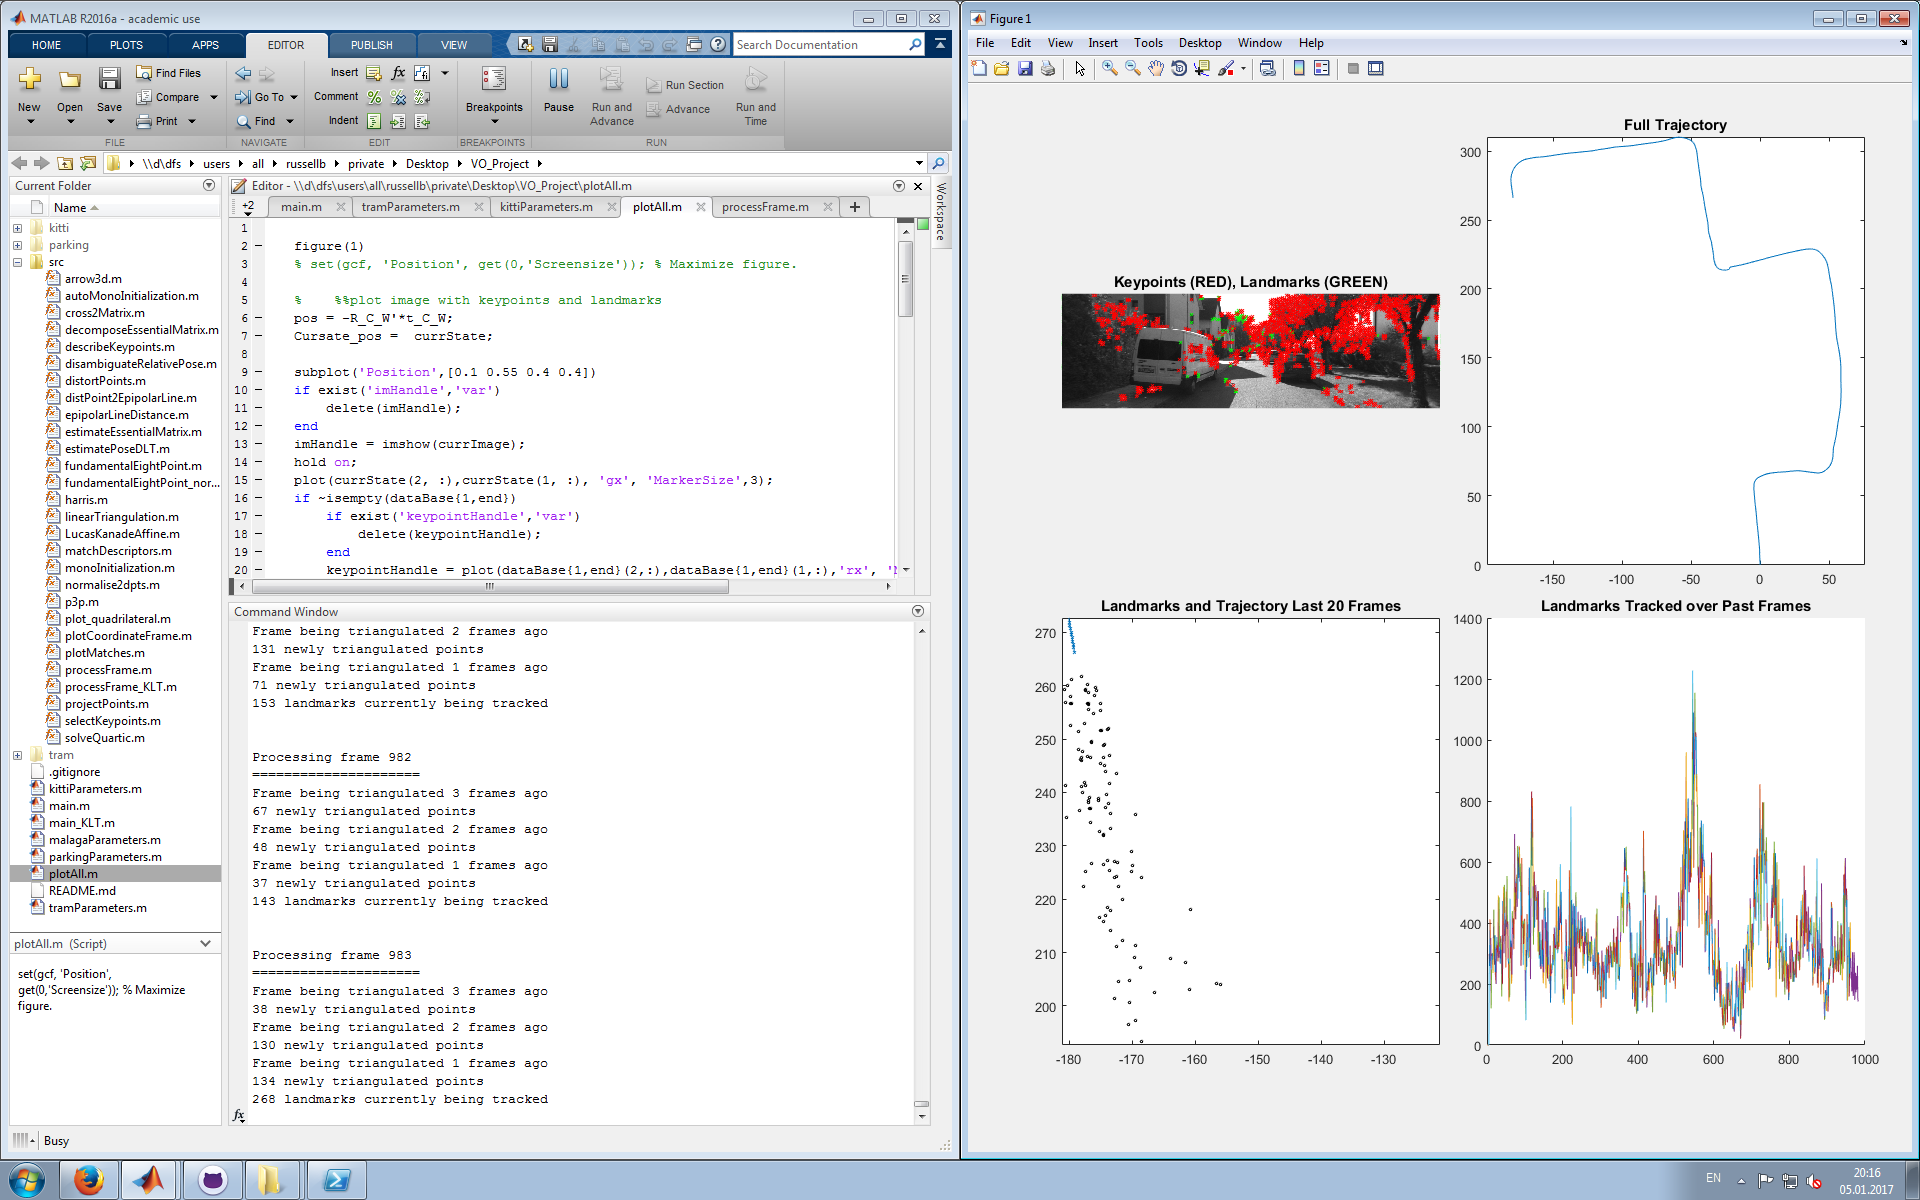 MATLAB R2016a - academic use
HOME PLOTS APPS EDITOR PUBLISH VIEW
Search Documentation
New Open Save
Find Files
Compare
Print
FILE
Go To
Find
NAVIGATE
Insert
Comment
Indent
EDIT
Breakpoints
BREAKPOINTS
Pause
Run and Advance
Run Section
Advance
Run and Time
RUN
\\d\dfs users all russellb private Desktop VO_Project
Current Folder
Name
kitti
parking
src
arrow3d.m
autoMonoInitialization.m
cross2Matrix.m
decomposeEssentialMatrix.m
describeKeypoints.m
disambiguateRelativePose.m
distortPoints.m
distPoint2EpipolarLine.m
epipolarLineDistance.m
estimateEssentialMatrix.m
estimatePoseDLT.m
fundamentalEightPoint.m
fundamentalEightPoint_nor...
harris.m
linearTriangulation.m
LucasKanadeAffine.m
matchDescriptors.m
monoInitialization.m
normalise2dpts.m
p3p.m
plot_quadrilateral.m
plotCoordinateFrame.m
plotMatches.m
processFrame.m
processFrame_KLT.m
projectPoints.m
selectKeypoints.m
solveQuartic.m
tram
.gitignore
kittiParameters.m
main.m
main_KLT.m
malagaParameters.m
parkingParameters.m
plotAll.m
README.md
tramParameters.m
plotAll.m (Script)
set(gcf, 'Position',
get(0,'Screensize')); % Maximize
figure.
Busy
Editor - \\d\dfs\users\all\russellb\private\Desktop\VO_Project\plotAll.m
+2 main.m tramParameters.m kittiParameters.m plotAll.m processFrame.m
Workspace
1
2 figure(1)
3 % set(gcf, 'Position', get(0,'Screensize')); % Maximize figure.
4
5 % %%plot image with keypoints and landmarks
6 pos = -R_C_W'*t_C_W;
7 Cursate_pos = currState;
8
9 subplot('Position',[0.1 0.55 0.4 0.4])
10 if exist('imHandle','var')
11 delete(imHandle);
12 end
13 imHandle = imshow(currImage);
14 hold on;
15 plot(currState(2, :),currState(1, :), 'gx', 'MarkerSize',3);
16 if ~isempty(dataBase{1,end})
17 if exist('keypointHandle','var')
18 delete(keypointHandle);
19 end
20 keypointHandle = plot(dataBase{1,end}(2,:),dataBase{1,end}(1,:),'rx',
Command Window
Frame being triangulated 2 frames ago
131 newly triangulated points
Frame being triangulated 1 frames ago
71 newly triangulated points
153 landmarks currently being tracked
Processing frame 982
=====================
Frame being triangulated 3 frames ago
67 newly triangulated points
Frame being triangulated 2 frames ago
48 newly triangulated points
Frame being triangulated 1 frames ago
37 newly triangulated points
143 landmarks currently being tracked
Processing frame 983
=====================
Frame being triangulated 3 frames ago
38 newly triangulated points
Frame being triangulated 2 frames ago
130 newly triangulated points
Frame being triangulated 1 frames ago
134 newly triangulated points
268 landmarks currently being tracked
fx
Figure 1
File Edit View Insert Tools Desktop Window Help
Keypoints (RED), Landmarks (GREEN)
Full Trajectory
300
250
200
150
100
50
0
-150 -100 -50 0 50
Landmarks and Trajectory Last 20 Frames
270
260
250
240
230
220
210
200
-180 -170 -160 -150 -140 -130
Landmarks Tracked over Past Frames
1400
1200
1000
800
600
400
200
0
0 200 400 600 800 1000
EN
20:16
05.01.2017